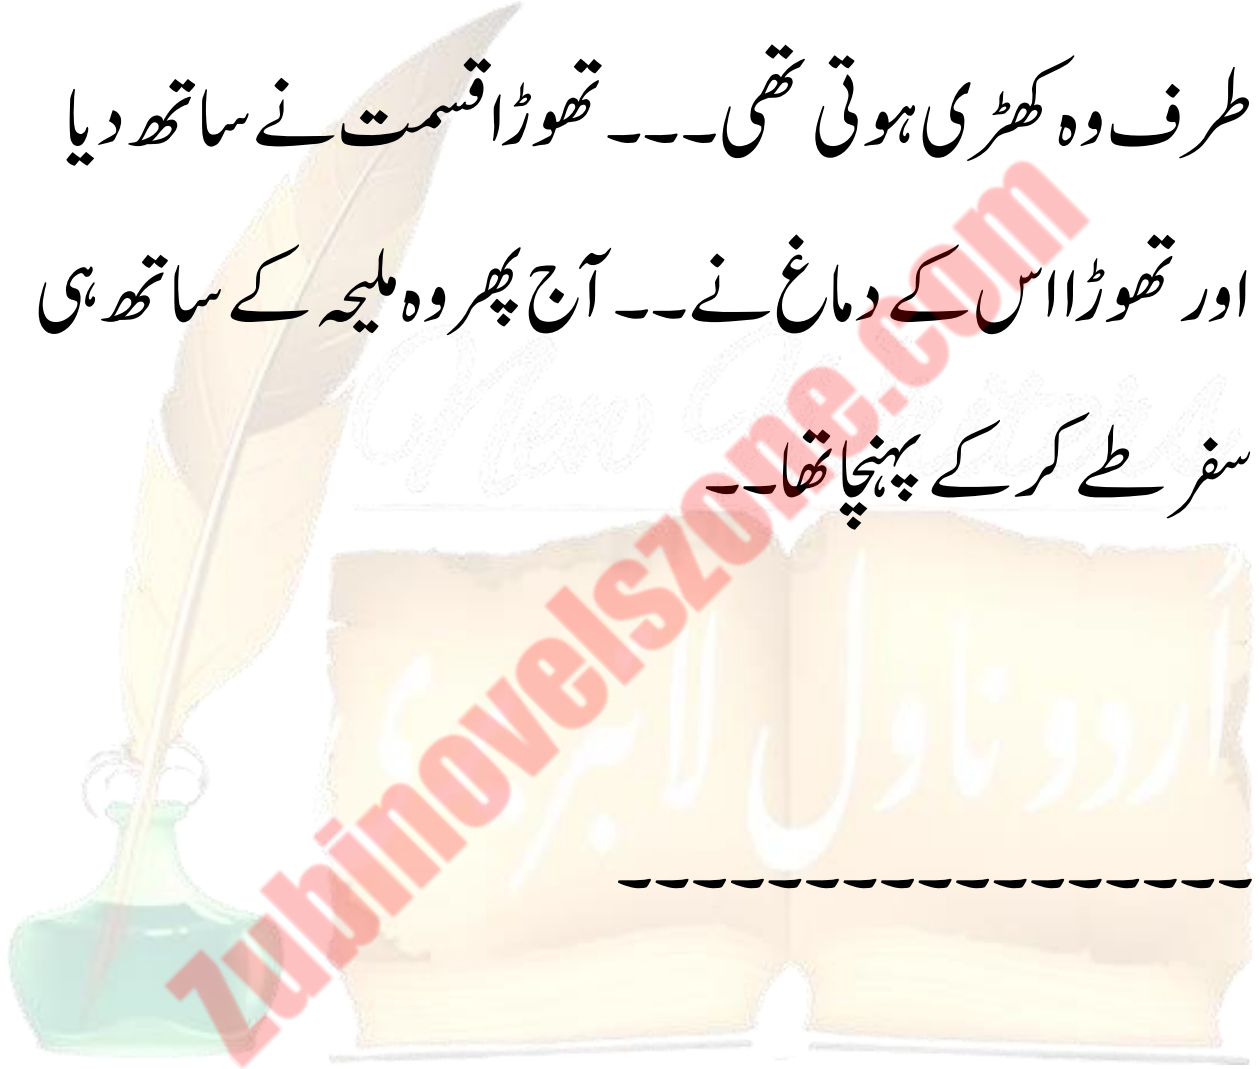 طرف وہ کھڑی ہوتی تھی۔۔۔ تھوڑا قسمت نے ساتھ دیا
اور تھوڑا اس کے دماغ نے۔۔ آج پھر وہ ملیحہ کے ساتھ ہی
سفر طے کر کے پہنچا تھا۔۔
۔۔۔۔۔۔۔۔۔۔۔۔۔۔۔۔۔
Zubinovelszone.com
اُردو ناول لائبریری